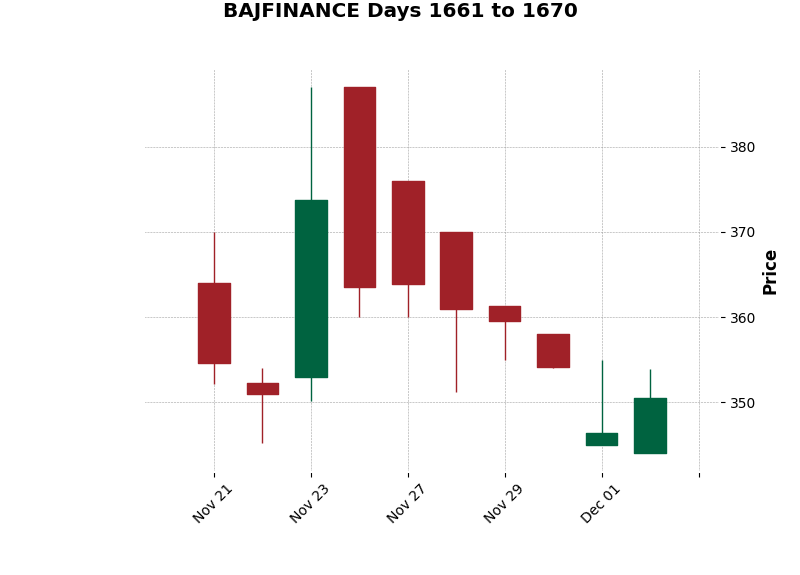 BAJFINANCE Days 1661 to 1670
380
370
360
350
Price
Nov 21
Nov 23
Nov 27
Nov 29
Dec 01